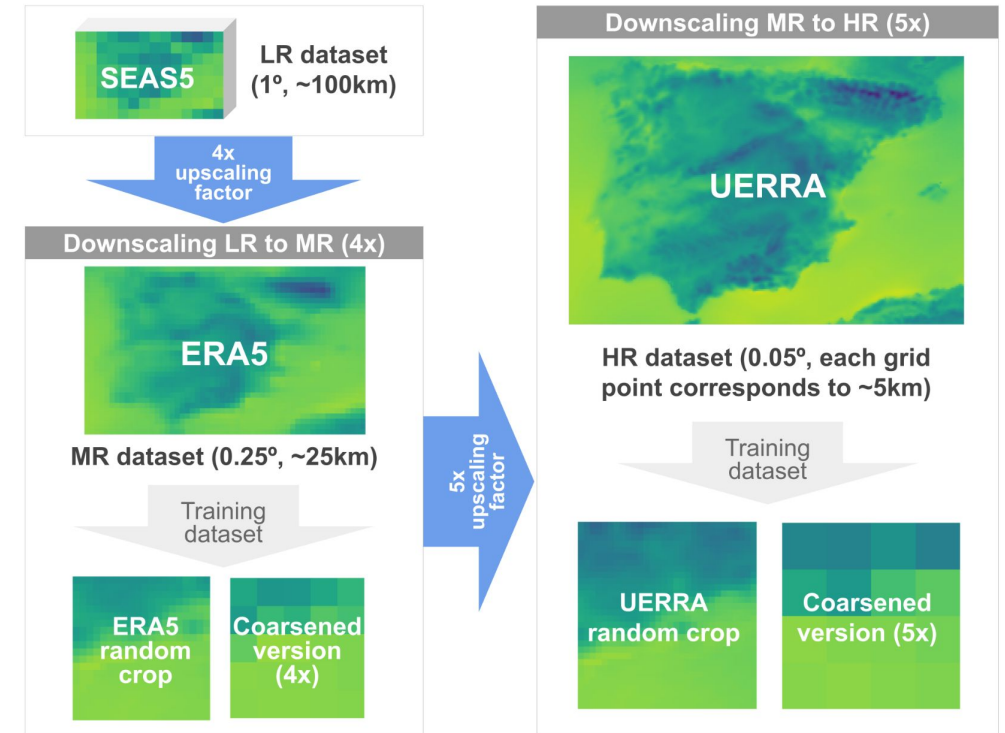 SEAS5
LR dataset
(1º, ~100km)
4x
upscaling
factor
Downscaling LR to MR (4x)
ERA5
MR dataset (0.25º, ~25km)
Training
dataset
ERA5
random
crop
Coarsened
version
(4x)
5x
upscaling
factor
Downscaling MR to HR (5x)
UERRA
HR dataset (0.05º, each grid
point corresponds to ~5km)
Training
dataset
UERRA
random crop
Coarsened
version (5x)